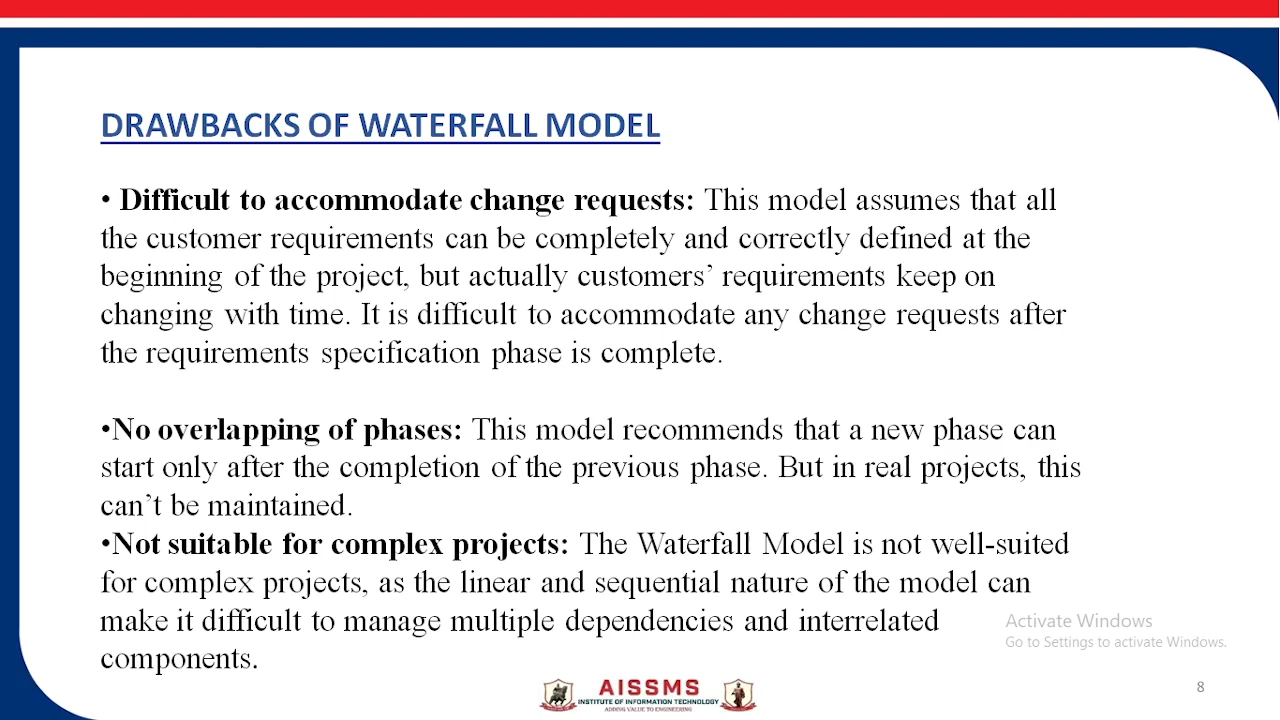 DRAWBACKS OF WATERFALL MODEL
• Difficult to accommodate change requests: This model assumes that all
the customer requirements can be completely and correctly defined at the
beginning of the project, but actually customers’ requirements keep on
changing with time. It is difficult to accommodate any change requests after
the requirements specification phase is complete.
•No overlapping of phases: This model recommends that a new phase can
start only after the completion of the previous phase. But in real projects, this
can’t be maintained.
•Not suitable for complex projects: The Waterfall Model is not well-suited
for complex projects, as the linear and sequential nature of the model can
make it difficult to manage multiple dependencies and interrelated
components.
Activate Windows
Go to Settings to activate Windows.
AISSMS
INSTITUTE OF INFORMATION TECHNOLOGY
ADDING VALUE TO ENGINEERING
8